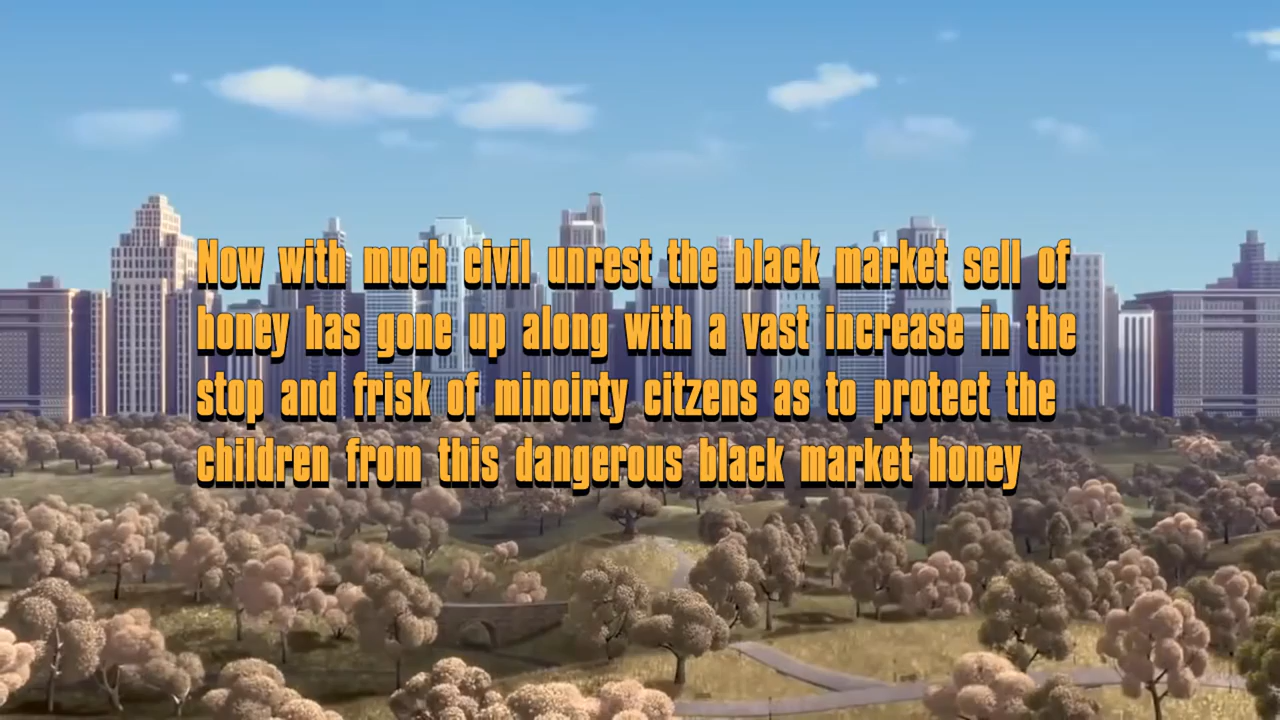 Now with much civil unrest the black market sell of
honey has gone up along with a vast increase in the
stop and frisk of minoirty citzens as to protect the
children from this dangerous black market honey